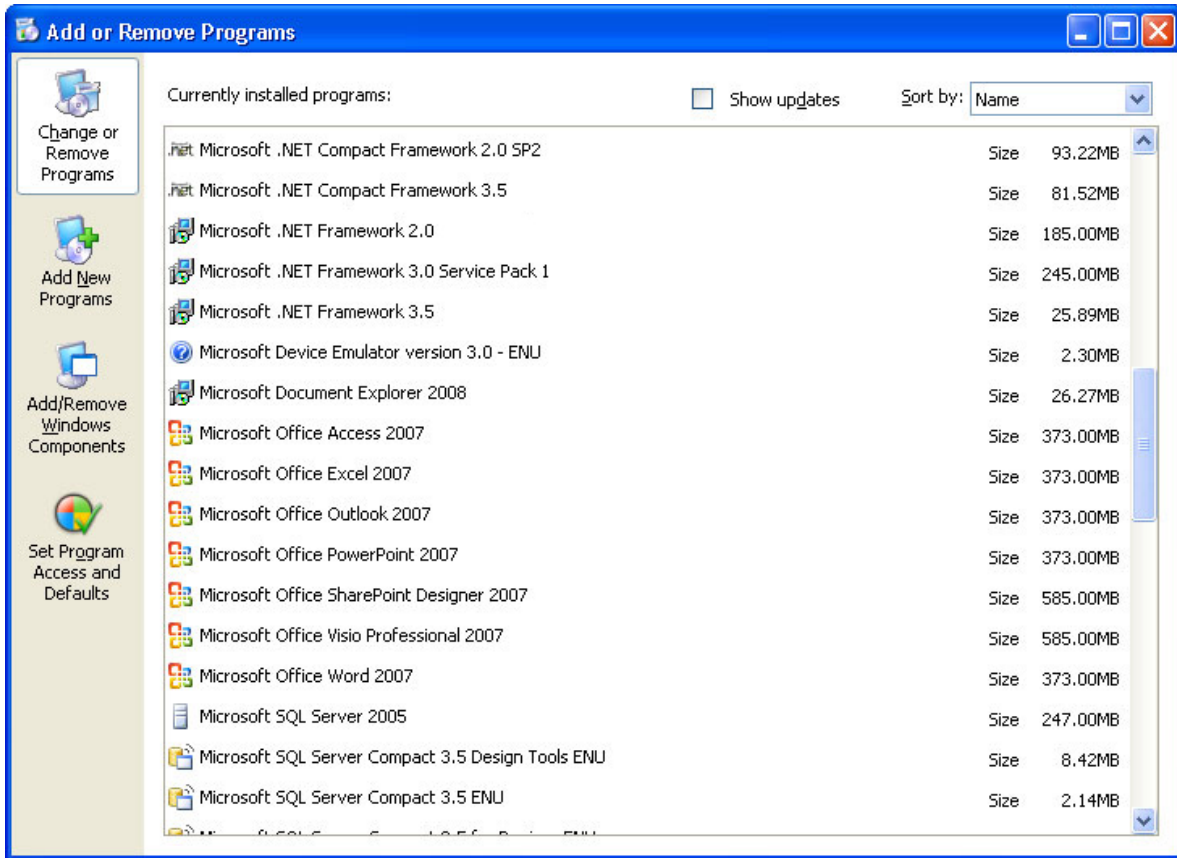 Add or Remove Programs
Change or
Remove
Programs
Add New
Programs
Add/Remove
Windows
Components
Set Program
Access and
Defaults
Currently installed programs:
Show updates
Sort by: Name
.net Microsoft .NET Compact Framework 2.0 SP2 Size 93.22MB
.net Microsoft .NET Compact Framework 3.5 Size 81.52MB
Microsoft .NET Framework 2.0 Size 185.00MB
Microsoft .NET Framework 3.0 Service Pack 1 Size 245.00MB
Microsoft .NET Framework 3.5 Size 25.89MB
Microsoft Device Emulator version 3.0 - ENU Size 2.30MB
Microsoft Document Explorer 2008 Size 26.27MB
Microsoft Office Access 2007 Size 373.00MB
Microsoft Office Excel 2007 Size 373.00MB
Microsoft Office Outlook 2007 Size 373.00MB
Microsoft Office PowerPoint 2007 Size 373.00MB
Microsoft Office SharePoint Designer 2007 Size 585.00MB
Microsoft Office Visio Professional 2007 Size 585.00MB
Microsoft Office Word 2007 Size 373.00MB
Microsoft SQL Server 2005 Size 247.00MB
Microsoft SQL Server Compact 3.5 Design Tools ENU Size 8.42MB
Microsoft SQL Server Compact 3.5 ENU Size 2.14MB